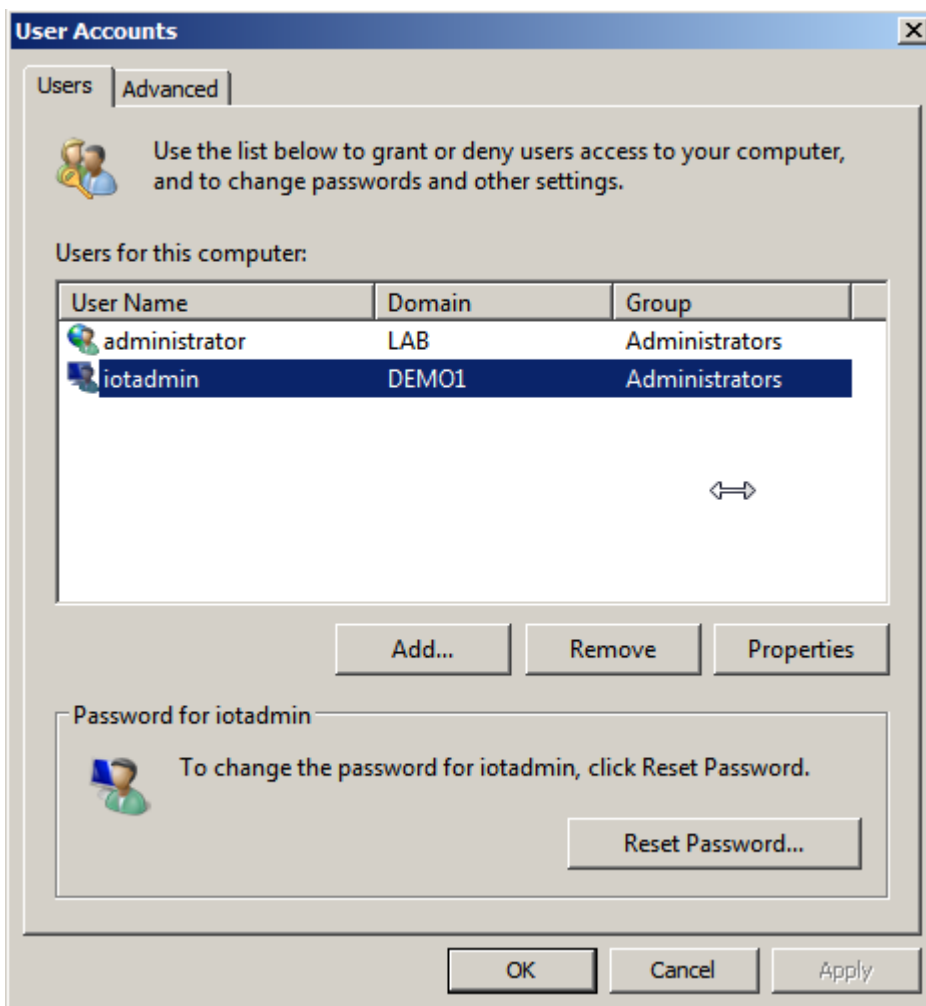 User Accounts
Users
Advanced
Use the list below to grant or deny users access to your computer,
and to change passwords and other settings.
Users for this computer:
User Name Domain Group
administrator LAB Administrators
iotadmin DEMO1 Administrators
Add... Remove Properties
Password for iotadmin
To change the password for iotadmin, click Reset Password.
Reset Password...
OK Cancel Apply